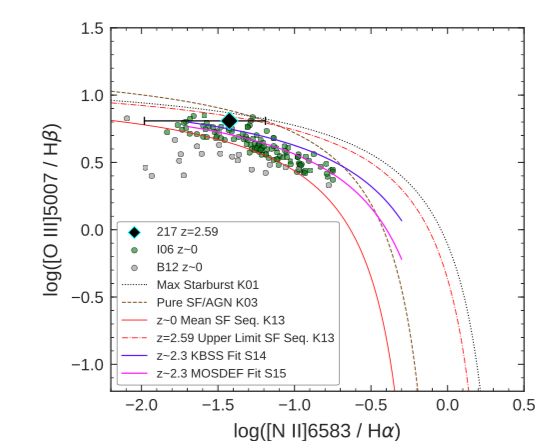 1.5
1.0
0.5
0.0
−0.5
−1.0
log([O III]5007 / Hβ)
217 z=2.59
I06 z~0
B12 z~0
Max Starburst K01
Pure SF/AGN K03
z~0 Mean SF Seq. K13
z=2.59 Upper Limit SF Seq. K13
z~2.3 KBSS Fit S14
z~2.3 MOSDEF Fit S15
−2.0 −1.5 −1.0 −0.5 0.0 0.5
log([N II]6583 / Hα)